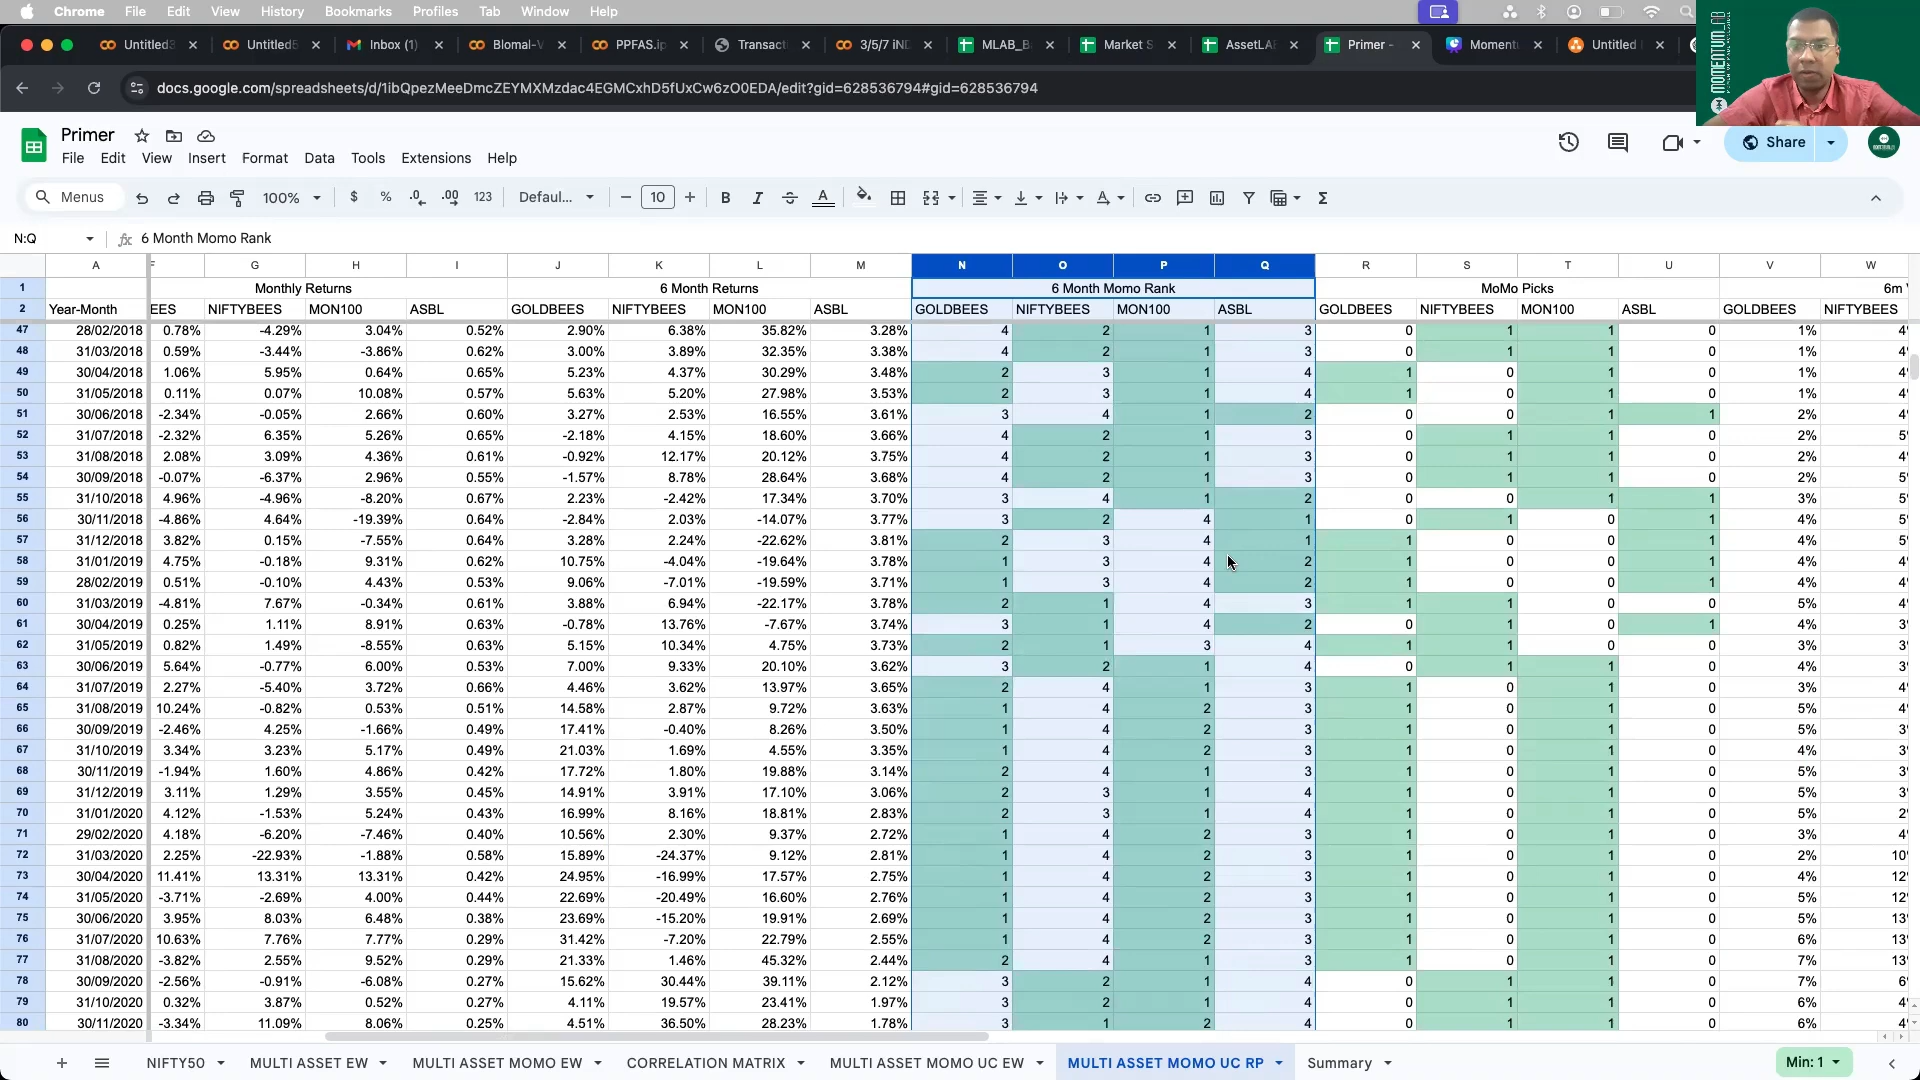 Chrome File Edit View History Bookmarks Profiles Tab Window Help
Untitled3 Untitled5 Inbox (1) Blomal-V PPFAS.ip Transact 3/5/7 IND MLAB_B Market S AssetLA Primer - Moment Untitled
docs.google.com/spreadsheets/d/1ibQpezMeeDmcZEYMXMzdac4EGMCxhD5fUxCw6zO0EDA/edit?gid=628536794#gid=628536794
MOMENTUM_LAB
Primer
File Edit View Insert Format Data Tools Extensions Help
Share
Menus 100% $ % .0 .00 123 Defaul... − 10 + B I A Σ
N:Q fx 6 Month Momo Rank
A F G H I J K L M N O P Q R S T U V W
1 Monthly Returns 6 Month Returns 6 Month Momo Rank MoMo Picks 6m
2 Year-Month EES NIFTYBEES MON100 ASBL GOLDBEES NIFTYBEES MON100 ASBL GOLDBEES NIFTYBEES MON100 ASBL GOLDBEES NIFTYBEES MON100 ASBL GOLDBEES NIFTYBEES
47 28/02/2018 0.78% -4.29% 3.04% 0.52% 2.90% 6.38% 35.82% 3.28% 4 2 1 3 0 1 1 0 1% 4
48 31/03/2018 0.59% -3.44% -3.86% 0.62% 3.00% 3.89% 32.35% 3.38% 4 2 1 3 0 1 1 0 1% 4
49 30/04/2018 1.06% 5.95% 0.64% 0.65% 5.23% 4.37% 30.29% 3.48% 2 3 1 4 1 0 1 0 1% 4
50 31/05/2018 0.11% 0.07% 10.08% 0.57% 5.63% 5.20% 27.98% 3.53% 2 3 1 4 1 0 1 0 1% 4
51 30/06/2018 -2.34% -0.05% 2.66% 0.60% 3.27% 2.53% 16.55% 3.61% 3 4 1 2 0 0 1 1 2% 4
52 31/07/2018 -2.32% 6.35% 5.26% 0.65% -2.18% 4.15% 18.60% 3.66% 4 2 1 3 0 1 1 0 2% 5
53 31/08/2018 2.08% 3.09% 4.36% 0.61% -0.92% 12.17% 20.12% 3.75% 4 2 1 3 0 1 1 0 2% 4
54 30/09/2018 -0.07% -6.37% 2.96% 0.55% -1.57% 8.78% 28.64% 3.68% 4 2 1 3 0 1 1 0 2% 5
55 31/10/2018 4.96% -4.96% -8.20% 0.67% 2.23% -2.42% 17.34% 3.70% 3 4 1 2 0 0 1 1 3% 5
56 30/11/2018 -4.86% 4.64% -19.39% 0.64% -2.84% 2.03% -14.07% 3.77% 3 2 4 1 0 1 0 1 4% 5
57 31/12/2018 3.82% 0.15% -7.55% 0.64% 3.28% 2.24% -22.62% 3.81% 2 3 4 1 1 0 0 1 4% 5
58 31/01/2019 4.75% -0.18% 9.31% 0.62% 10.75% -4.04% -19.64% 3.78% 1 3 4 2 1 0 0 1 4% 4
59 28/02/2019 0.51% -0.10% 4.43% 0.53% 9.06% -7.01% -19.59% 3.71% 1 3 4 2 1 0 0 1 4% 4
60 31/03/2019 -4.81% 7.67% -0.34% 0.61% 3.88% 6.94% -22.17% 3.78% 2 1 4 3 1 1 0 0 5% 4
61 30/04/2019 0.25% 1.11% 8.91% 0.63% -0.78% 13.76% -7.67% 3.74% 3 1 4 2 0 1 0 1 4% 3
62 31/05/2019 0.82% 1.49% -8.55% 0.63% 5.15% 10.34% 4.75% 3.73% 2 1 3 4 1 1 0 0 3% 3
63 30/06/2019 5.64% -0.77% 6.00% 0.53% 7.00% 9.33% 20.10% 3.62% 3 2 1 4 0 1 1 0 4% 3
64 31/07/2019 2.27% -5.40% 3.72% 0.66% 4.46% 3.62% 13.97% 3.65% 2 4 1 3 1 0 1 0 3% 4
65 31/08/2019 10.24% -0.82% 0.53% 0.51% 14.58% 2.87% 9.72% 3.63% 1 4 2 3 1 0 1 0 5% 4
66 30/09/2019 -2.46% 4.25% -1.66% 0.49% 17.41% -0.40% 8.26% 3.50% 1 4 2 3 1 0 1 0 5% 3
67 31/10/2019 3.34% 3.23% 5.17% 0.49% 21.03% 1.69% 4.55% 3.35% 1 4 2 3 1 0 1 0 4% 3
68 30/11/2019 -1.94% 1.60% 4.86% 0.42% 17.72% 1.80% 19.88% 3.14% 2 4 1 3 1 0 1 0 5% 3
69 31/12/2019 3.11% 1.29% 3.55% 0.45% 14.91% 3.91% 17.10% 3.06% 2 3 1 4 1 0 1 0 5% 3
70 31/01/2020 4.12% -1.53% 5.24% 0.43% 16.99% 8.16% 18.81% 2.83% 2 3 1 4 1 0 1 0 5% 2
71 29/02/2020 4.18% -6.20% -7.46% 0.40% 10.56% 2.30% 9.37% 2.72% 1 4 2 3 1 0 1 0 3% 4
72 31/03/2020 2.25% -22.93% -1.88% 0.58% 15.89% -24.37% 9.12% 2.81% 1 4 2 3 1 0 1 0 2% 10
73 30/04/2020 11.41% 13.31% 13.31% 0.42% 24.95% -16.99% 17.57% 2.75% 1 4 2 3 1 0 1 0 4% 12
74 31/05/2020 -3.71% -2.69% 4.00% 0.44% 22.69% -20.49% 16.60% 2.76% 1 4 2 3 1 0 1 0 5% 12
75 30/06/2020 3.95% 8.03% 6.48% 0.38% 23.69% -15.20% 19.91% 2.69% 1 4 2 3 1 0 1 0 5% 13
76 31/07/2020 10.63% 7.76% 7.77% 0.29% 31.42% -7.20% 22.79% 2.55% 1 4 2 3 1 0 1 0 6% 13
77 31/08/2020 -3.82% 2.55% 9.52% 0.29% 21.33% 1.46% 45.32% 2.44% 2 4 1 3 1 0 1 0 7% 13
78 30/09/2020 -2.56% -0.91% -6.08% 0.27% 15.62% 30.44% 39.11% 2.12% 3 2 1 4 0 1 1 0 7% 6
79 31/10/2020 0.32% 3.87% 0.52% 0.27% 4.11% 19.57% 23.41% 1.97% 3 2 1 4 0 1 1 0 6% 4
80 30/11/2020 -3.34% 11.09% 8.06% 0.25% 4.51% 36.50% 28.23% 1.78% 3 1 2 4 0 1 1 0 6% 3
NIFTY50 MULTI ASSET EW MULTI ASSET MOMO EW CORRELATION MATRIX MULTI ASSET MOMO UC EW MULTI ASSET MOMO UC RP Summary Min: 1